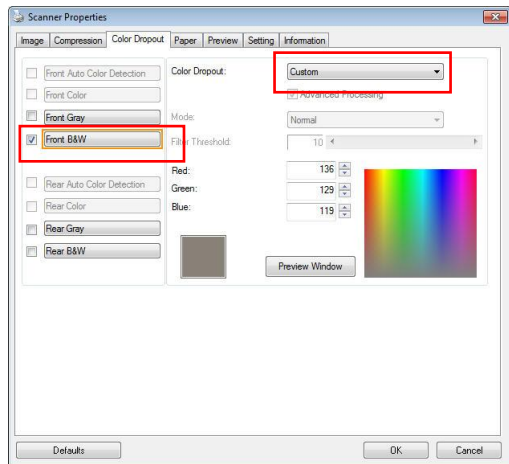 Scanner Properties
Image Compression Color Dropout Paper Preview Setting Information
Front Auto Color Detection
Front Color
Front Gray
Front B&W
Rear Auto Color Detection
Rear Color
Rear Gray
Rear B&W
Color Dropout: Custom
Advanced Processing
Mode: Normal
Filter Threshold: 10
Red: 136
Green: 129
Blue: 119
Preview Window
Defaults OK Cancel